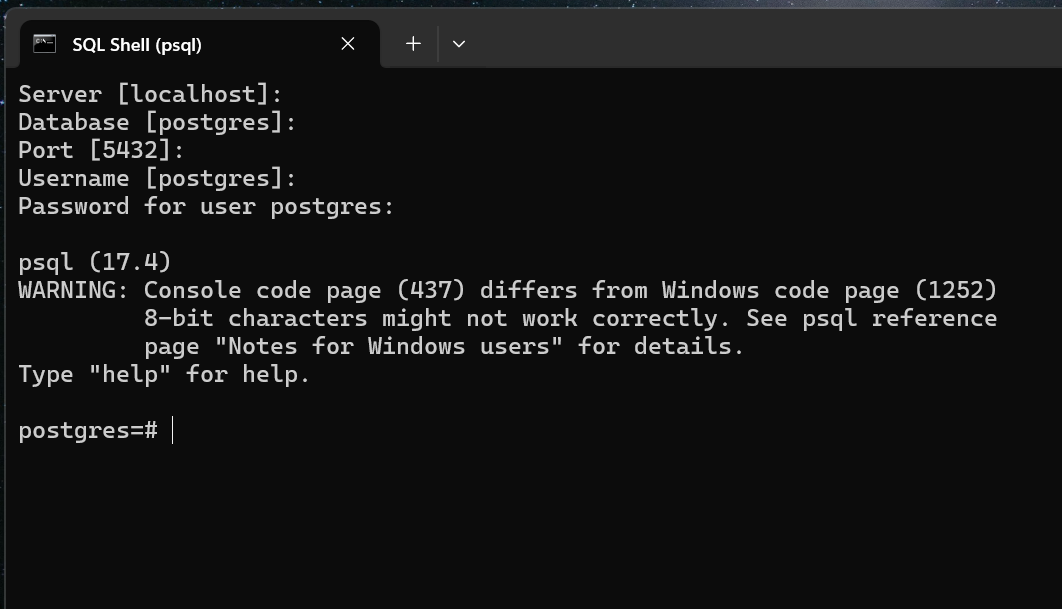 SQL Shell (psql)
Server [localhost]:
Database [postgres]:
Port [5432]:
Username [postgres]:
Password for user postgres:
psql (17.4)
WARNING: Console code page (437) differs from Windows code page (1252)
8-bit characters might not work correctly. See psql reference
page "Notes for Windows users" for details.
Type "help" for help.
postgres=#